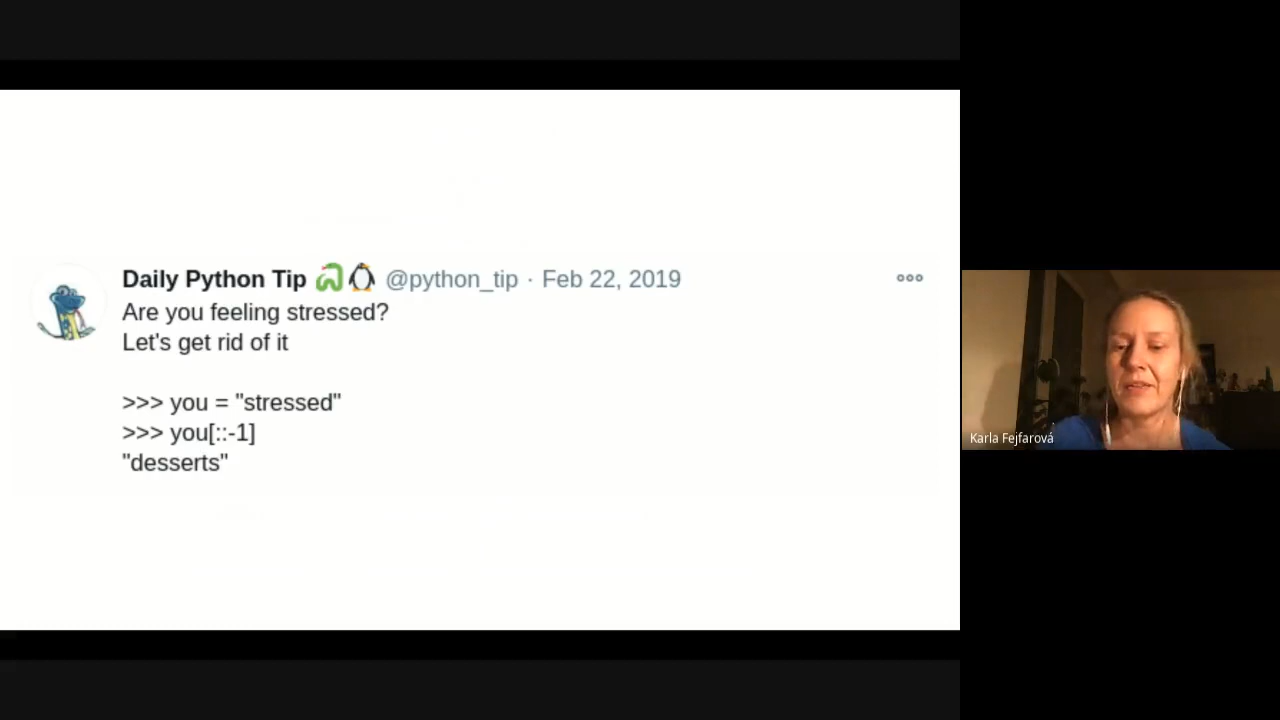 Daily Python Tip 🐍🐧 @python_tip · Feb 22, 2019
Are you feeling stressed?
Let's get rid of it
>>> you = "stressed"
>>> you[::-1]
"desserts"
Karla Fejfarová